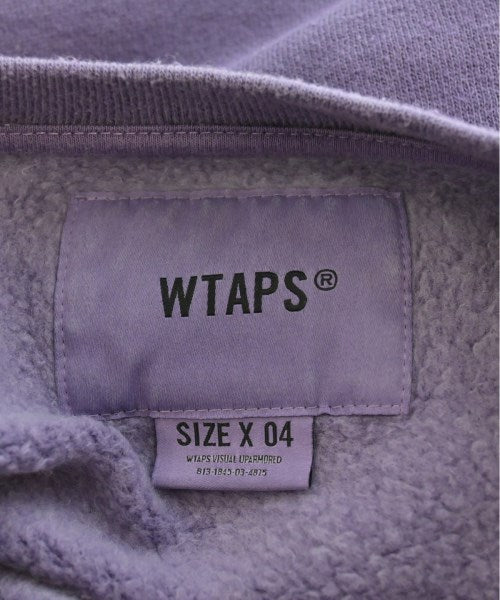 WTAPS®
SIZE X 04
WTAPS VISUAL UPARMORED
813-1845-03-4875